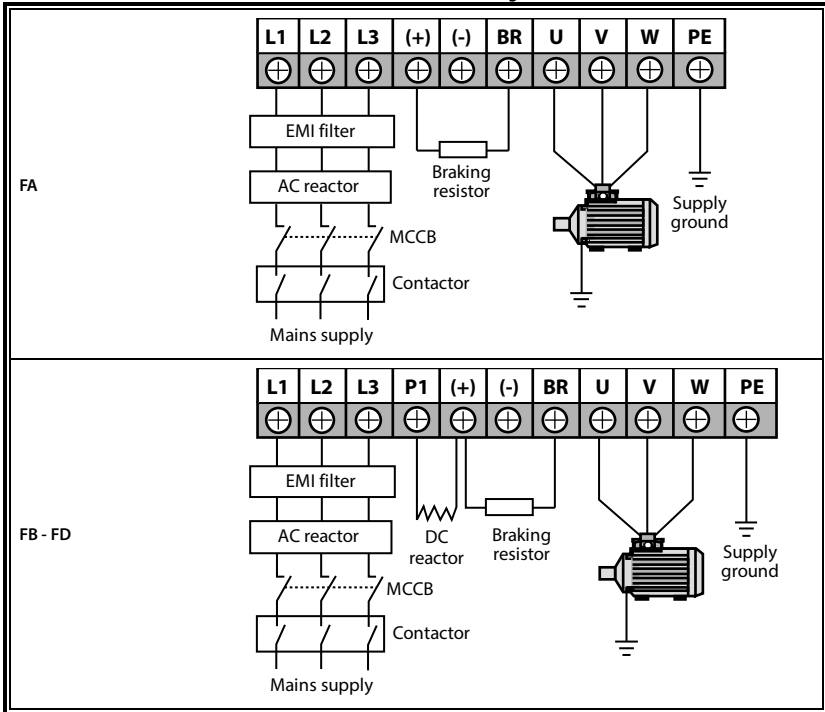 L1 L2 L3 (+) (-) BR U V W PE
EMI filter
AC reactor
MCCB
Contactor
Mains supply
Braking
resistor
Supply
ground
FA
L1 L2 L3 P1 (+) (-) BR U V W PE
EMI filter
AC reactor
MCCB
Contactor
Mains supply
DC
reactor
Braking
resistor
Supply
ground
FB - FD